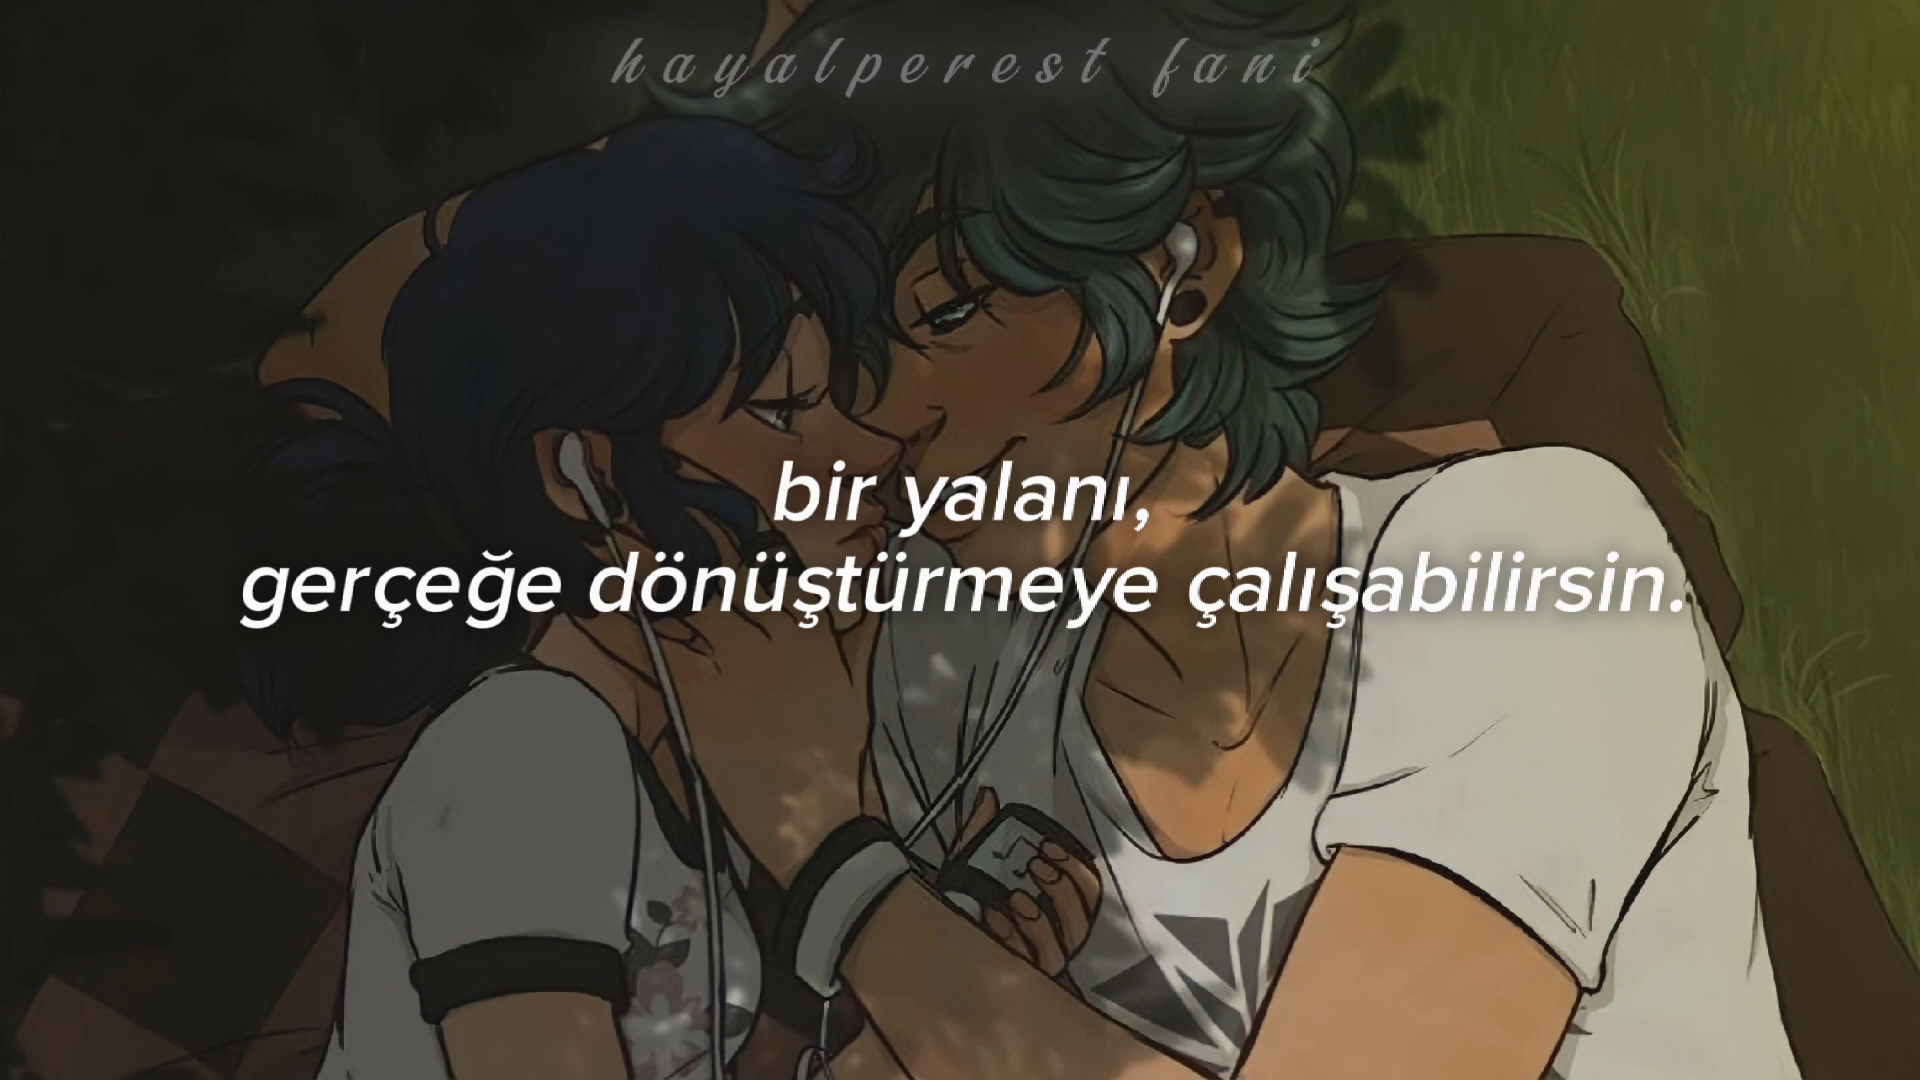 hayalperest fani
bir yalanı,
gerçeğe dönüştürmeye çalışabilirsin.